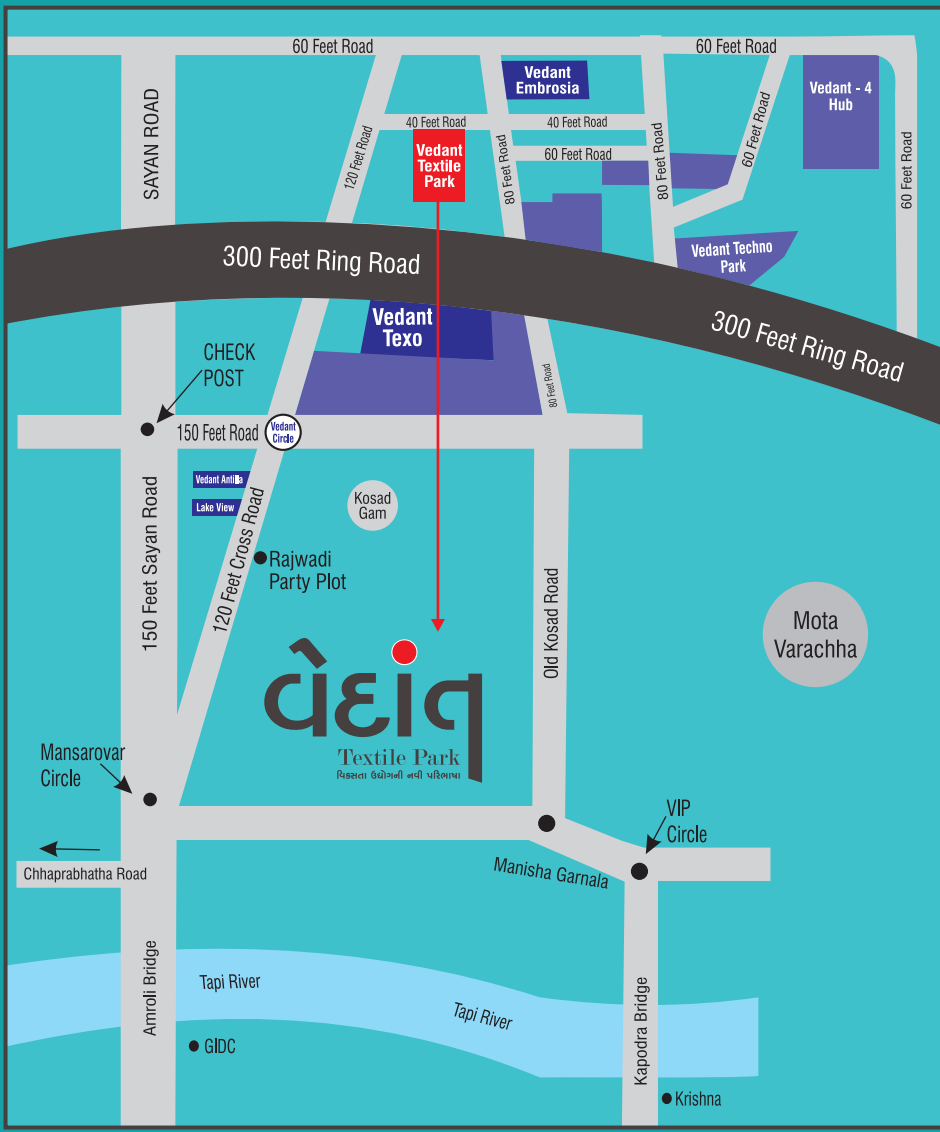 60 Feet Road
60 Feet Road
SAYAN ROAD
120 Feet Road
40 Feet Road
Vedant
Embrosia
40 Feet Road
60 Feet Road
80 Feet Road
80 Feet Road
60 Feet Road
Vedant - 4
Hub
60 Feet Road
Vedant
Textile
Park
Vedant Techno
Park
300 Feet Ring Road
300 Feet Ring Road
Vedant
Texo
80 Feet Road
CHECK
POST
150 Feet Road
Vedant
Circle
Vedant Antilia
Lake View
150 Feet Sayan Road
120 Feet Cross Road
Kosad
Gam
Rajwadi
Party Plot
Old Kosad Road
Mota
Varachha
વેદાંત
Textile Park
વિકસતા ઉદ્યોગની નવી પરિભાષા
Mansarovar
Circle
VIP
Circle
Manisha Garnala
Chhaprabhatha Road
Amroli Bridge
Tapi River
Tapi River
Kapodra Bridge
GIDC
Krishna